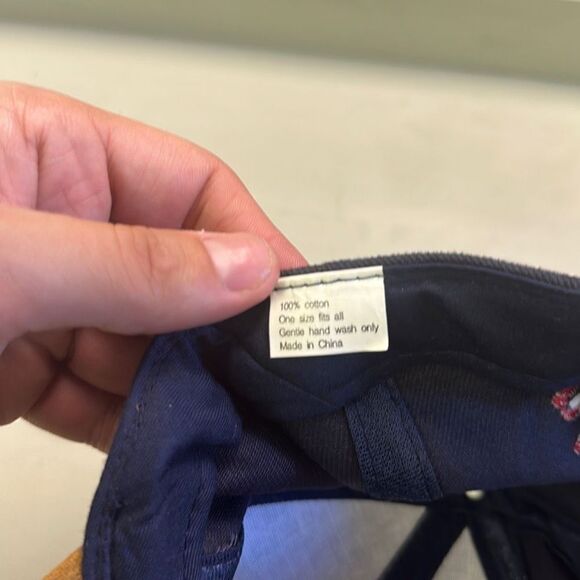 100% cotton
One size fits all
Gentle hand wash only
Made in China